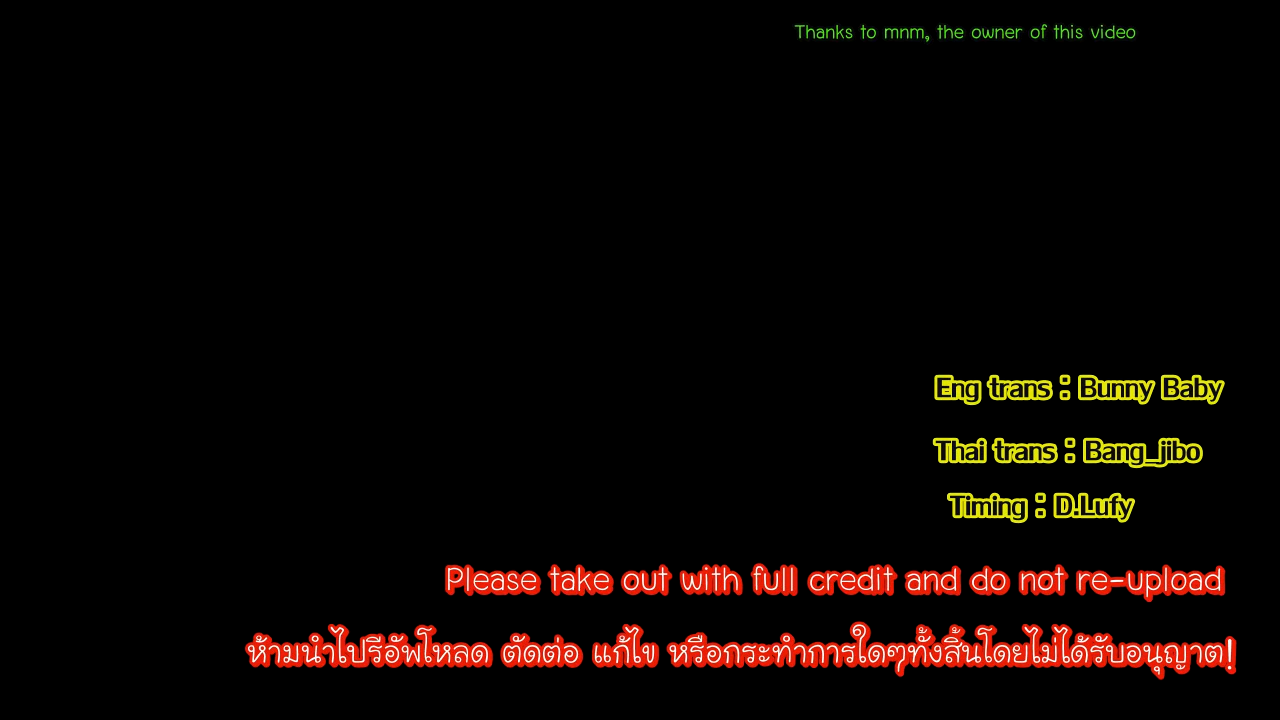 Thanks to mnm, the owner of this video
Eng trans : Bunny Baby
Thai trans : Bang_jibo
Timing : D.Lufy
Please take out with full credit and do not re-upload
ห้ามนำไปรีอัพโหลด ตัดต่อ แก้ไข หรือกระทำการใดๆทั้งสิ้นโดยไม่ได้รับอนุญาต!